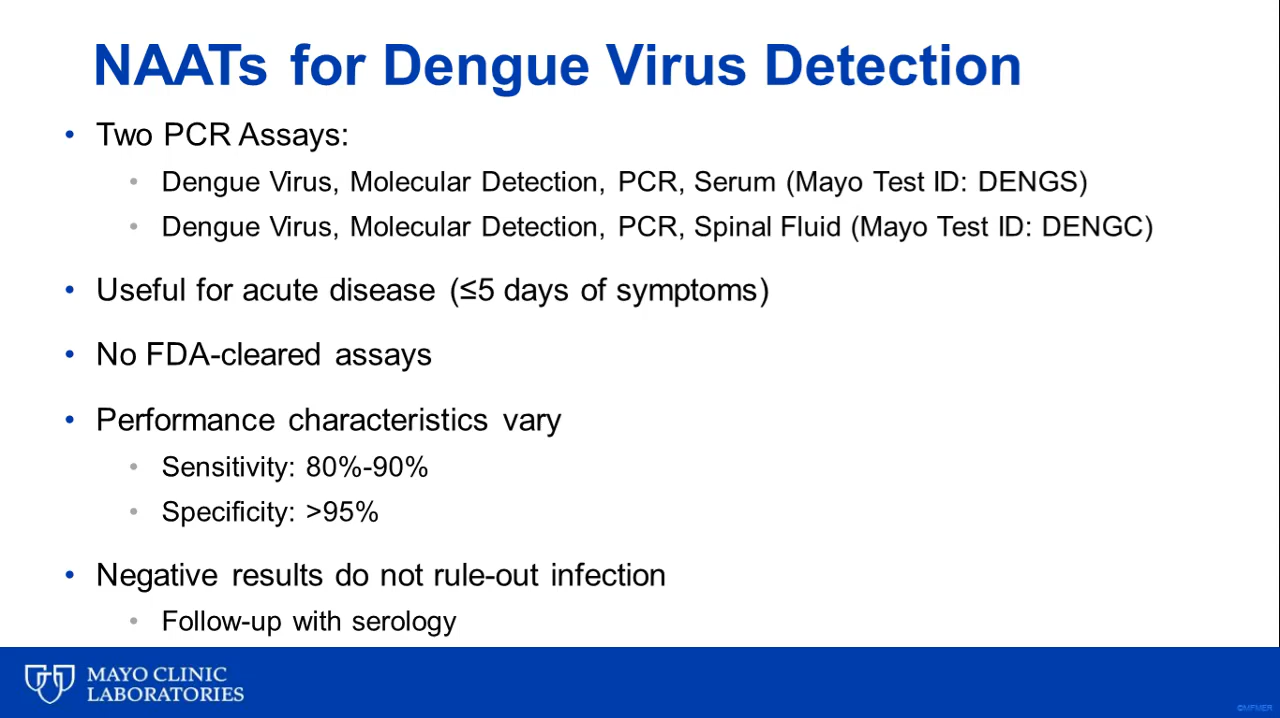 NAATs for Dengue Virus Detection
• Two PCR Assays:
• Dengue Virus, Molecular Detection, PCR, Serum (Mayo Test ID: DENGS)
• Dengue Virus, Molecular Detection, PCR, Spinal Fluid (Mayo Test ID: DENGC)
• Useful for acute disease (≤5 days of symptoms)
• No FDA-cleared assays
• Performance characteristics vary
• Sensitivity: 80%-90%
• Specificity: >95%
• Negative results do not rule-out infection
• Follow-up with serology
MAYO CLINIC
LABORATORIES
©MFMER